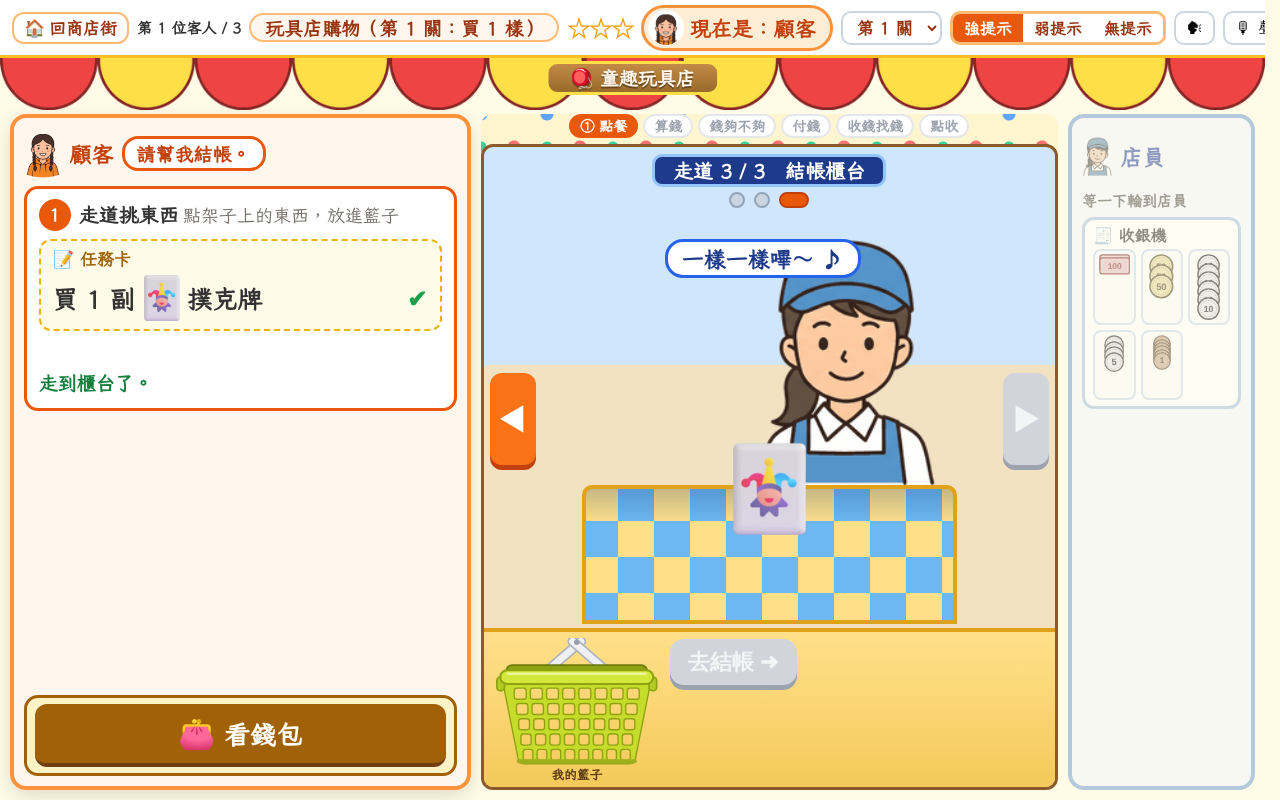 🏠 回商店街 第 1 位客人 / 3 玩具店購物（第 1 關：買 1 樣） ☆☆☆ 現在是：顧客 第 1 關 強提示 弱提示 無提示
童趣玩具店
顧客 請幫我結帳。
1 走道挑東西 點架子上的東西，放進籃子
📝 任務卡
買 1 副 🃏 撲克牌 ✔
走到櫃台了。
👛 看錢包
① 點餐 算錢 錢夠不夠 付錢 收錢找錢 點收
走道 3 / 3 結帳櫃台
一樣一樣嗶～ ♪
◀ ▶
去結帳 ➜
我的籃子
店員
等一下輪到店員
🧾 收銀機
100 50 10
5 1